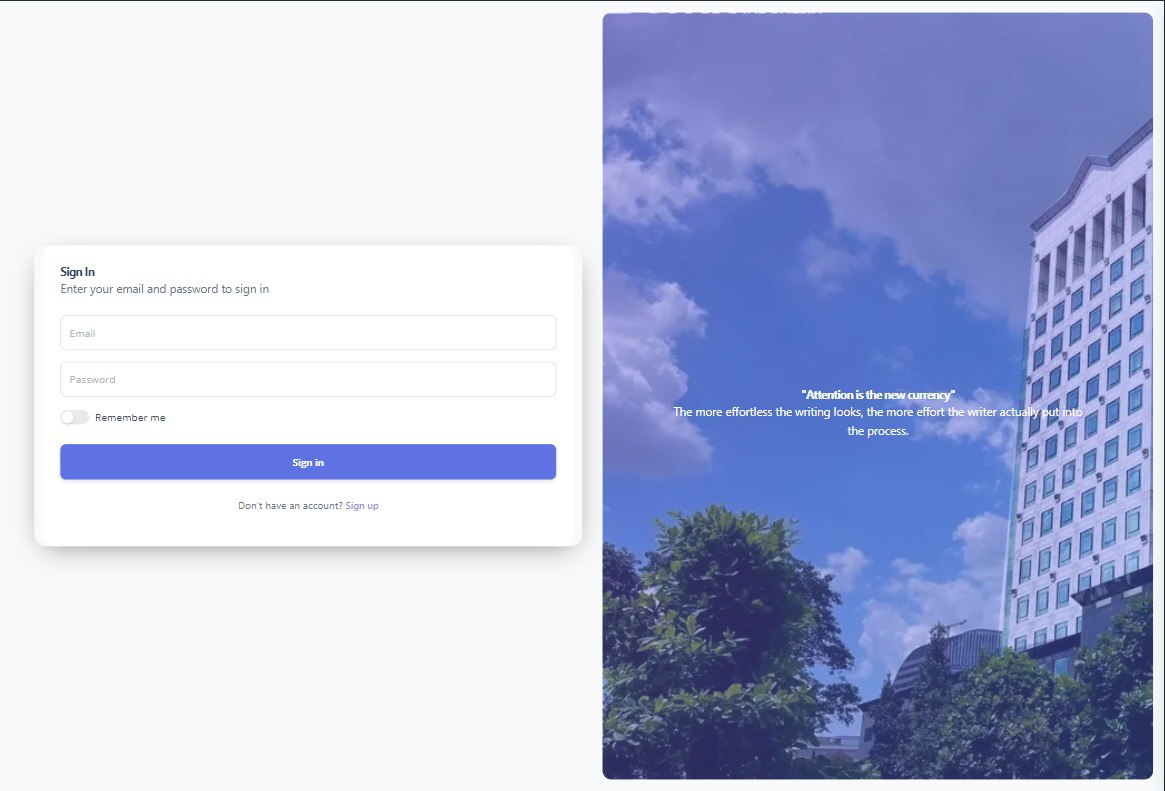 Sign In
Enter your email and password to sign in
Email
Password
Remember me
Sign in
Don't have an account? Sign up
"Attention is the new currency"
The more effortless the writing looks, the more effort the writer actually put into
the process.